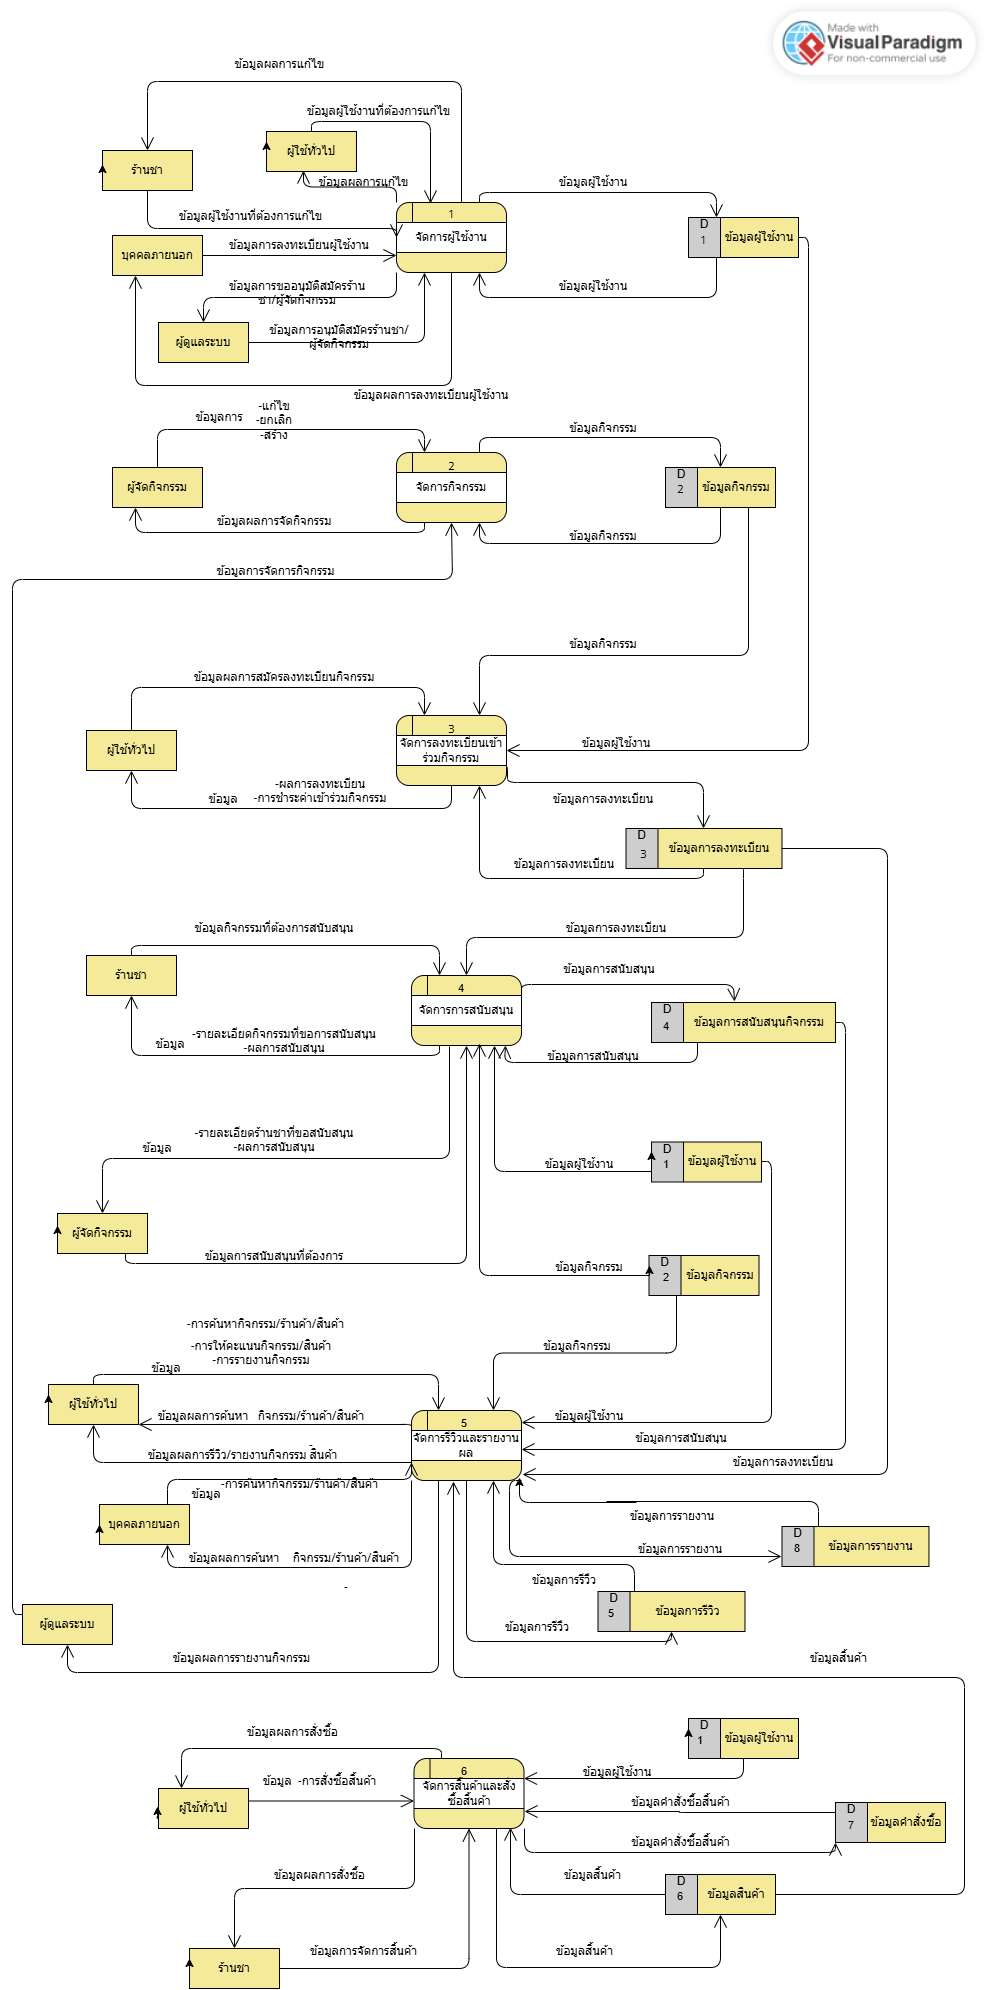 Made with
VisualParadigm
For non-commercial use
ข้อมูลผลการแก้ไข
ข้อมูลผู้ใช้งานที่ต้องการแก้ไข
ผู้ใช้ทั่วไป
ร้านชา
ข้อมูลผลการแก้ไข
ข้อมูลผู้ใช้งาน
ข้อมูลผู้ใช้งานที่ต้องการแก้ไข
1
จัดการผู้ใช้งาน
D
1
ข้อมูลผู้ใช้งาน
บุคคลภายนอก
ข้อมูลการลงทะเบียนผู้ใช้งาน
ข้อมูลการขออนุมัติสมัครร้าน
ชา/ผู้จัดกิจกรรม
ข้อมูลผู้ใช้งาน
ผู้ดูแลระบบ
ข้อมูลการอนุมัติสมัครร้านชา/
ผู้จัดกิจกรรม
ข้อมูลผลการลงทะเบียนผู้ใช้งาน
ข้อมูลการ
-แก้ไข
-ยกเลิก
-สร้าง
ข้อมูลกิจกรรม
ผู้จัดกิจกรรม
2
จัดการกิจกรรม
D
2
ข้อมูลกิจกรรม
ข้อมูลผลการจัดกิจกรรม
ข้อมูลกิจกรรม
ข้อมูลการจัดการกิจกรรม
ข้อมูลกิจกรรม
ข้อมูลผลการสมัครลงทะเบียนกิจกรรม
ผู้ใช้ทั่วไป
3
จัดการลงทะเบียนเข้า
ร่วมกิจกรรม
ข้อมูลผู้ใช้งาน
ข้อมูล
-ผลการลงทะเบียน
-การชำระค่าเข้าร่วมกิจกรรม
ข้อมูลการลงทะเบียน
D
3
ข้อมูลการลงทะเบียน
ข้อมูลการลงทะเบียน
ข้อมูลกิจกรรมที่ต้องการสนับสนุน
ข้อมูลการลงทะเบียน
ร้านชา
4
จัดการการสนับสนุน
ข้อมูลการสนับสนุน
D
4
ข้อมูลการสนับสนุนกิจกรรม
ข้อมูล
-รายละเอียดกิจกรรมที่ขอการสนับสนุน
-ผลการสนับสนุน
ข้อมูลการสนับสนุน
ข้อมูล
-รายละเอียดร้านชาที่ขอสนับสนุน
-ผลการสนับสนุน
ข้อมูลผู้ใช้งาน
D
1
ข้อมูลผู้ใช้งาน
ผู้จัดกิจกรรม
ข้อมูลการสนับสนุนที่ต้องการ
ข้อมูลกิจกรรม
D
2
ข้อมูลกิจกรรม
-การค้นหากิจกรรม/ร้านค้า/สินค้า
-การให้คะแนนกิจกรรม/สินค้า
-การรายงานกิจกรรม
ข้อมูล
ข้อมูลกิจกรรม
ผู้ใช้ทั่วไป
ข้อมูลผลการค้นหา กิจกรรม/ร้านค้า/สินค้า
5
จัดการรีวิวและรายงาน
ผล
ข้อมูลผู้ใช้งาน
ข้อมูลการสนับสนุน
ข้อมูลผลการรีวิว/รายงานกิจกรรม สินค้า
ข้อมูลการลงทะเบียน
-การค้นหากิจกรรม/ร้านค้า/สินค้า
ข้อมูล
บุคคลภายนอก
ข้อมูลการรายงาน
ข้อมูลการรายงาน
D
8
ข้อมูลการรายงาน
ข้อมูลผลการค้นหา กิจกรรม/ร้านค้า/สินค้า
-
ข้อมูลการรีวิว
D
5
ข้อมูลการรีวิว
ผู้ดูแลระบบ
ข้อมูลการรีวิว
ข้อมูลผลการรายงานกิจกรรม
ข้อมูลสินค้า
ข้อมูลผลการสั่งซื้อ
D
1
ข้อมูลผู้ใช้งาน
6
จัดการสินค้าและสั่ง
ซื้อสินค้า
ข้อมูลผู้ใช้งาน
ข้อมูล -การสั่งซื้อสินค้า
ผู้ใช้ทั่วไป
ข้อมูลคำสั่งซื้อสินค้า
D
7
ข้อมูลคำสั่งซื้อ
ข้อมูลคำสั่งซื้อสินค้า
ข้อมูลผลการสั่งซื้อ
ข้อมูลสินค้า
D
6
ข้อมูลสินค้า
ข้อมูลการจัดการสินค้า
ข้อมูลสินค้า
ร้านชา